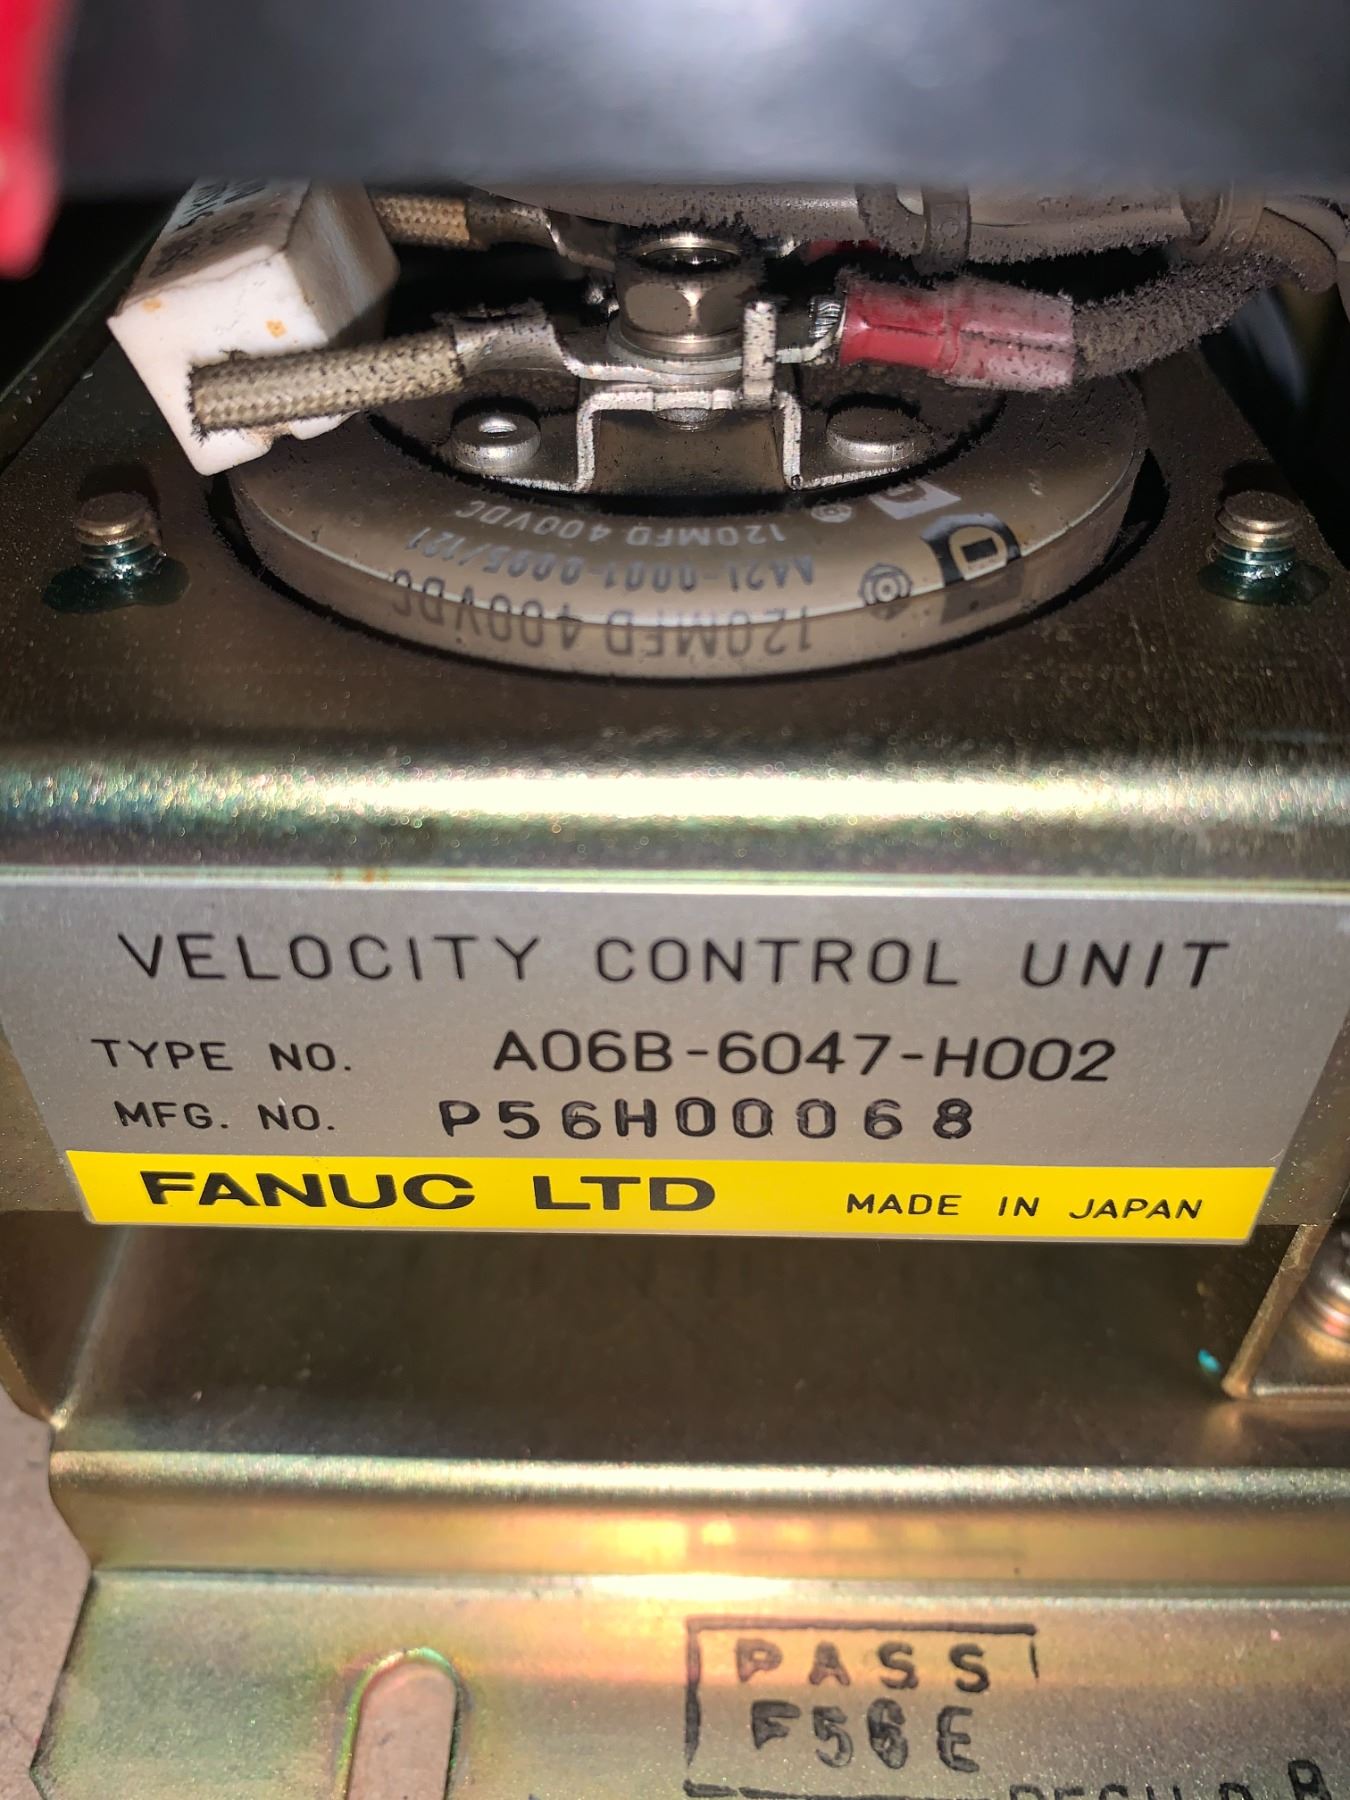 120MFD 400VDC
A42L-0001-0095/121
120MFD 400VDC
VELOCITY CONTROL UNIT
TYPE NO. A06B-6047-H002
MFG. NO. P56H00068
FANUC LTD MADE IN JAPAN
PASS
F56E